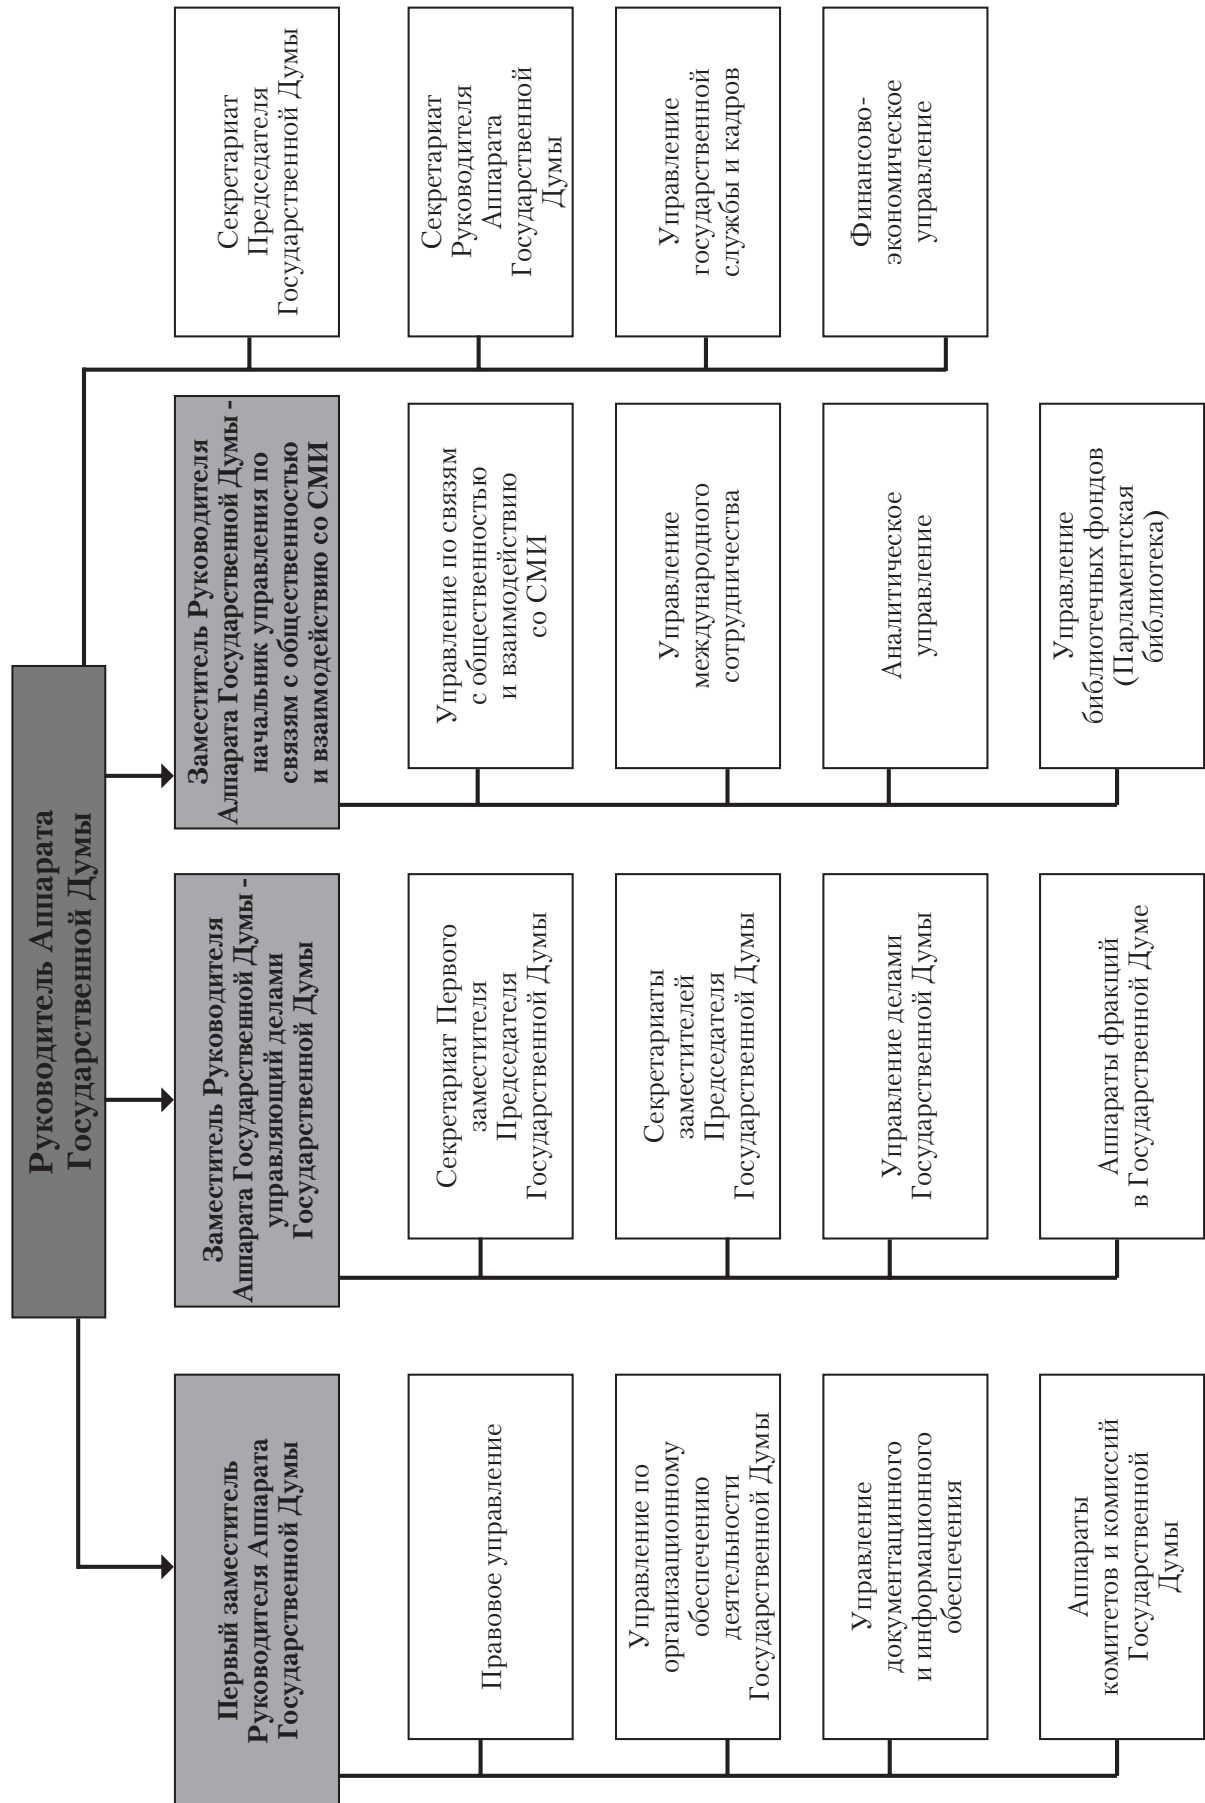 Руководитель Аппарата
Государственной Думы
Первый заместитель
Руководителя Аппарата
Государственной Думы
Правовое управление
Управление по
организационному
обеспечению
деятельности
Государственной Думы
Управление
документацинного
и информационного
обеспечения
Аппараты
комитетов и комиссий
Государственной
Думы
Заместитель Руководителя
Аппарата Государственной Думы -
управляющий делами
Государственной Думы
Секретариат Первого
заместителя
Председателя
Государственной Думы
Секретариаты
заместителей
Председателя
Государственной Думы
Управление делами
Государственной Думы
Аппараты фракций
в Государственной Думе
Заместитель Руководителя
Алпарата Государственной Думы -
начальник управления по
связям с общественностью
и взаимодействию со СМИ
Управление по связям
с общественностью
и взаимодействию
со СМИ
Управление
международного
сотрудничества
Аналитическое
управление
Управление
библиотечных фондов
(Парламентская
библиотека)
Секретариат
Председателя
Государственной Думы
Секретариат
Руководителя
Аппарата
Государственной
Думы
Управление
государственной
службы и кадров
Финансово-
экономическое
управление